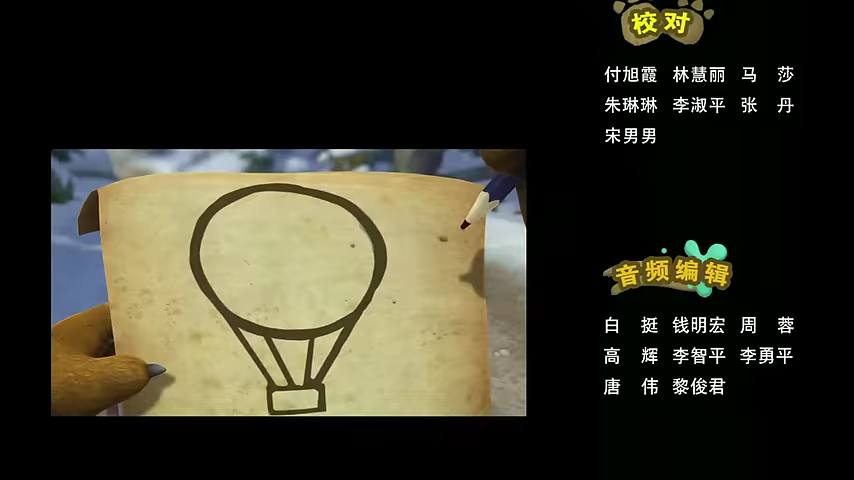 校对
付旭霞 林慧丽 马 莎
朱琳琳 李淑平 张 丹
宋男男
音频编辑
白 挺 钱明宏 周 蓉
高 辉 李智平 李勇平
唐 伟 黎俊君